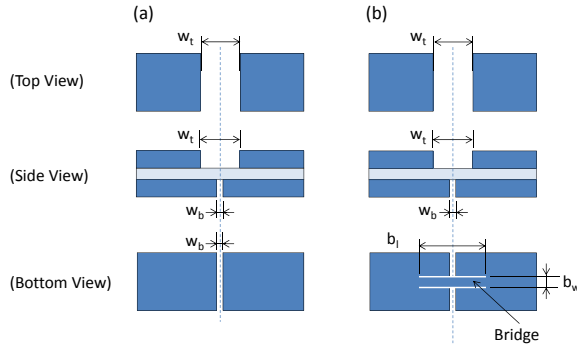 (a) (b)
wt wt
(Top View)
wt wt
(Side View)
wb wb
wb bl
(Bottom View) bw
Bridge